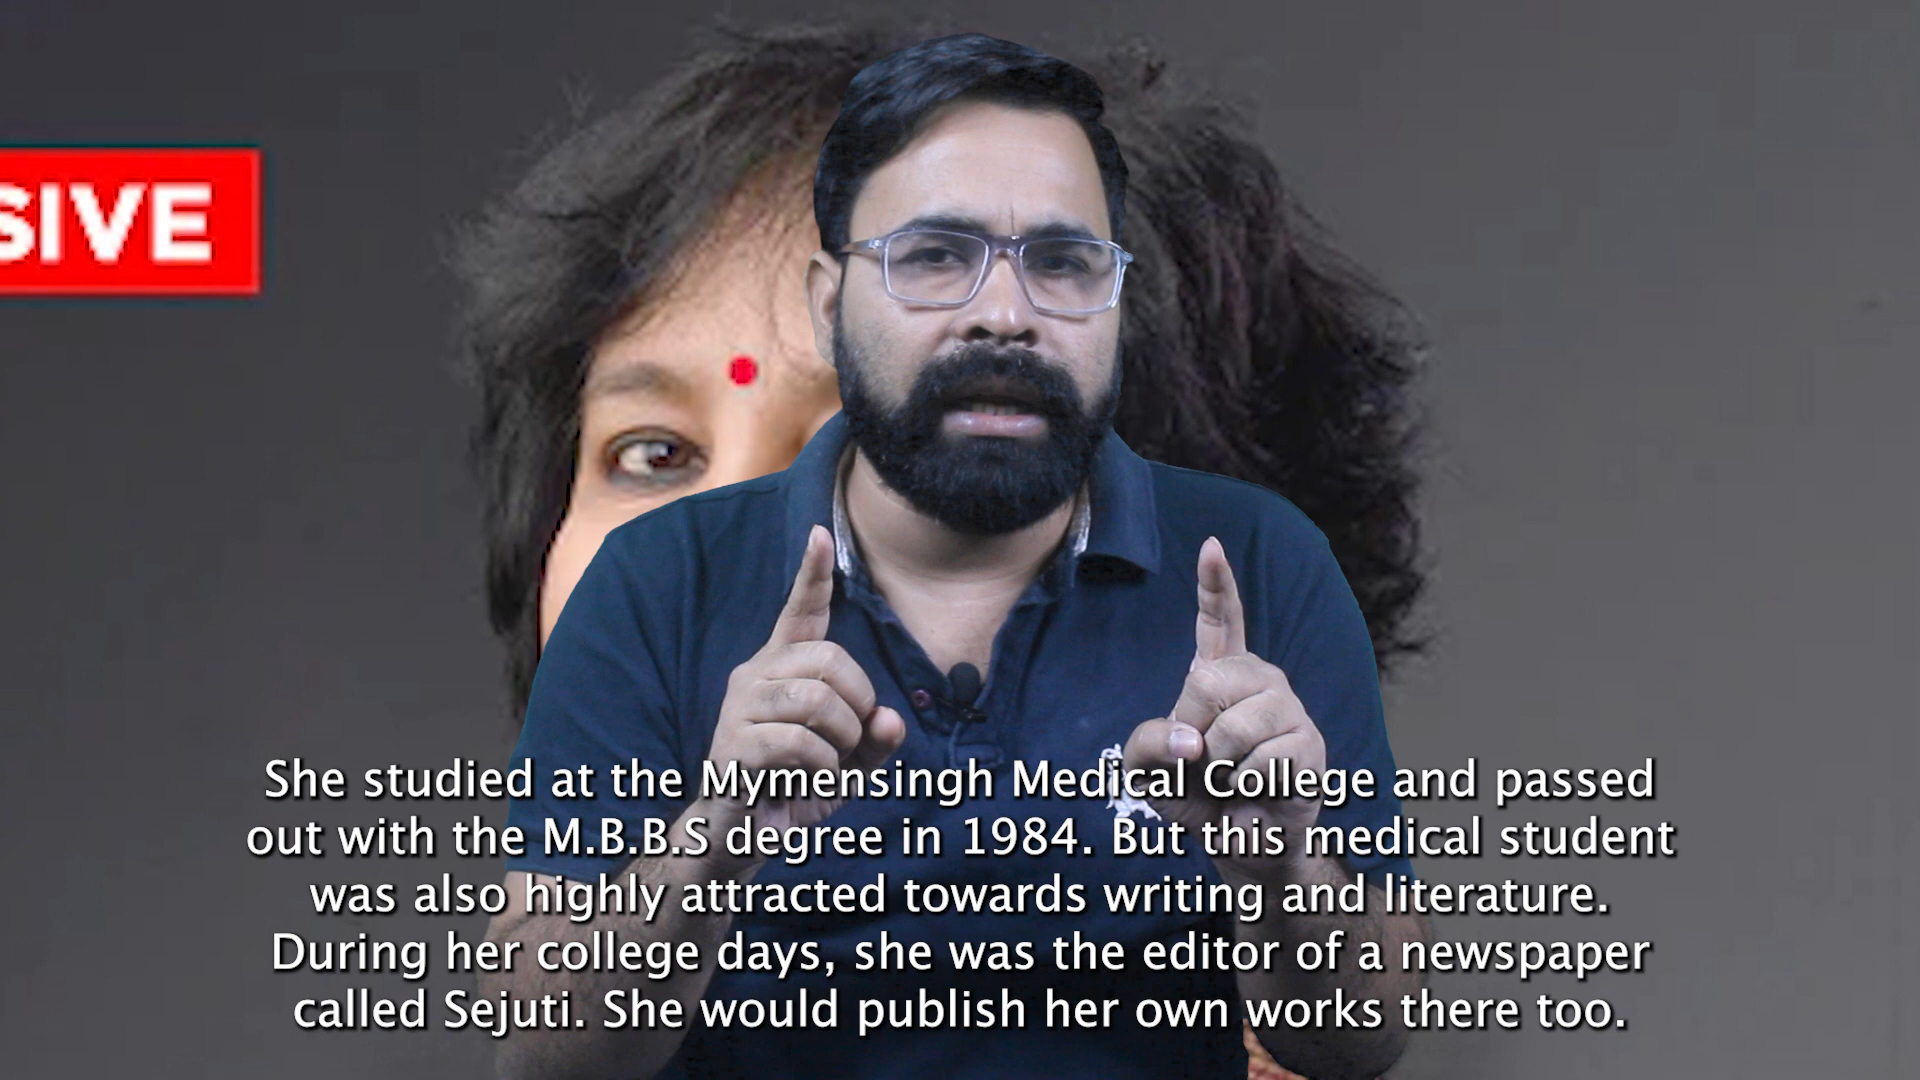 SIVE
She studied at the Mymensingh Medical College and passed
out with the M.B.B.S degree in 1984. But this medical student
was also highly attracted towards writing and literature.
During her college days, she was the editor of a newspaper
called Sejuti. She would publish her own works there too.